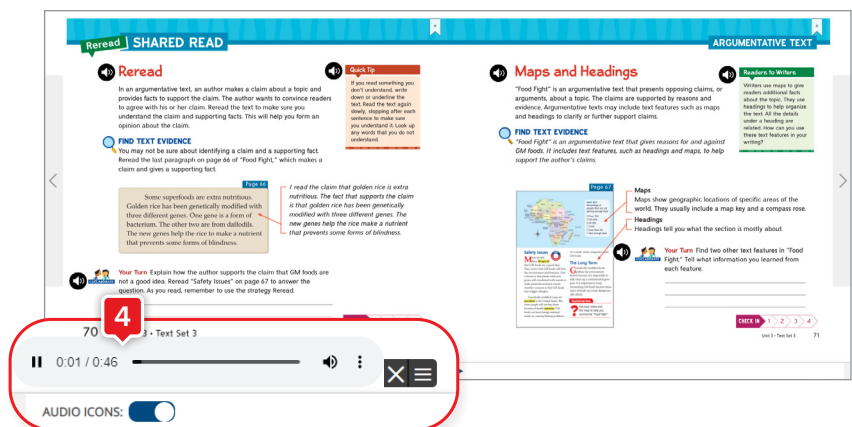 Reread SHARED READ
ARGUMENTATIVE TEXT
Reread
In an argumentative text, an author makes a claim about a topic and
provides facts to support the claim. The author wants to convince readers
to agree with his or her claim. Reread the text to make sure you
understand the claim and supporting facts. This will help you form an
opinion about the claim.
Quick Tip
If you read something you
don't understand, write
down or underline the
text. Read the text again
slowly, stopping after each
sentence to make sure
you understand it. Look up
any words that you do not
understand.
FIND TEXT EVIDENCE
You may not be sure about identifying a claim and a supporting fact.
Reread the last paragraph on page 66 of "Food Fight," which makes a
claim and gives a supporting fact.
Page 66
Some superfoods are extra nutritious.
Golden rice has been genetically modified with
three different genes. One gene is a form of
bacterium. The other two are from daffodils.
The new genes help the rice to make a nutrient
that prevents some forms of blindness.
I read the claim that golden rice is extra
nutritious. The fact that supports the claim
is that golden rice has been genetically
modified with three different genes. The
new genes help the rice make a nutrient
that prevents some forms of blindness.
Your Turn Explain how the author supports the claim that GM foods are
not a good idea. Reread "Safety Issues" on page 67 to answer the
question. As you read, remember to use the strategy Reread.
70
3 • Text Set 3
4
0:01 / 0:46
AUDIO ICONS:
Maps and Headings
"Food Fight" is an argumentative text that presents opposing claims, or
arguments, about a topic. The claims are supported by reasons and
evidence. Argumentative texts may include text features such as maps
and headings to clarify or further support claims.
Readers to Writers
Writers use maps to give
readers additional facts
about the topic. They use
headings to help organize
the text. All the details
under a heading are
related. How can you use
these text features in your
writing?
FIND TEXT EVIDENCE
"Food Fight" is an argumentative text that gives reasons for and against
GM foods. It includes text features, such as headings and maps, to help
support the author's claims.
Page 67
Safety Issues
The Long Term
Maps
Maps show geographic locations of specific areas of the
world. They usually include a map key and a compass rose.
Headings
Headings tell you what the section is mostly about.
Your Turn Find two other text features in "Food
Fight." Tell what information you learned from
each feature.
CHECK IN 1 2 3 4
Unit 3 • Text Set 3 71